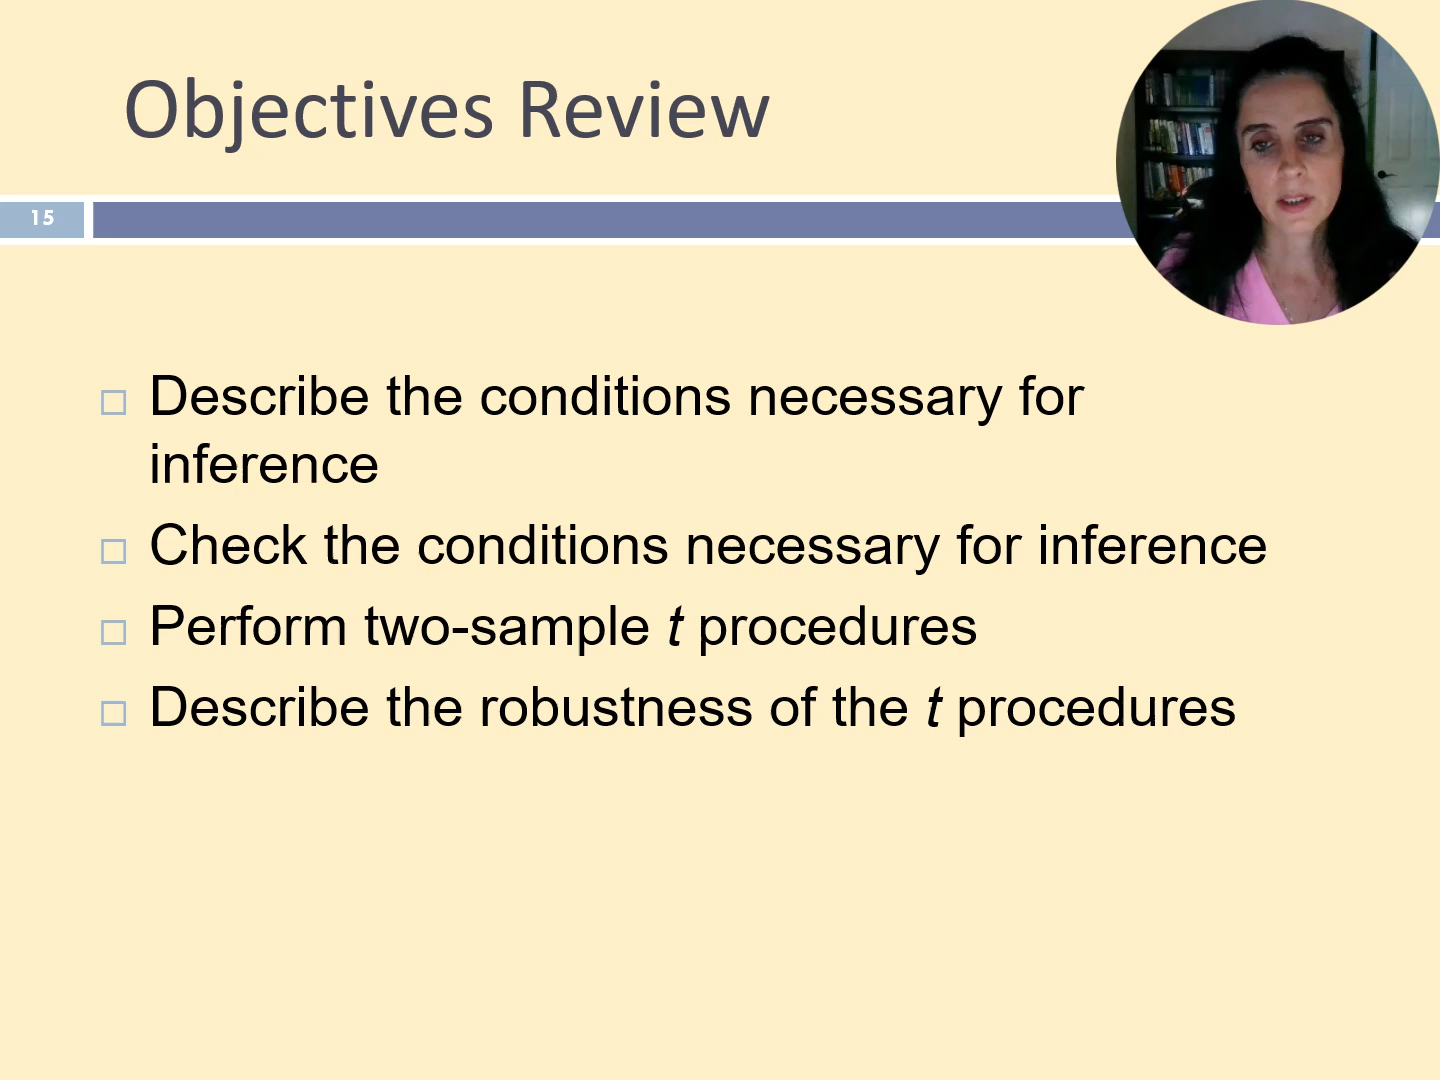 Objectives Review
15
Describe the conditions necessary for
inference
Check the conditions necessary for inference
Perform two-sample t procedures
Describe the robustness of the t procedures